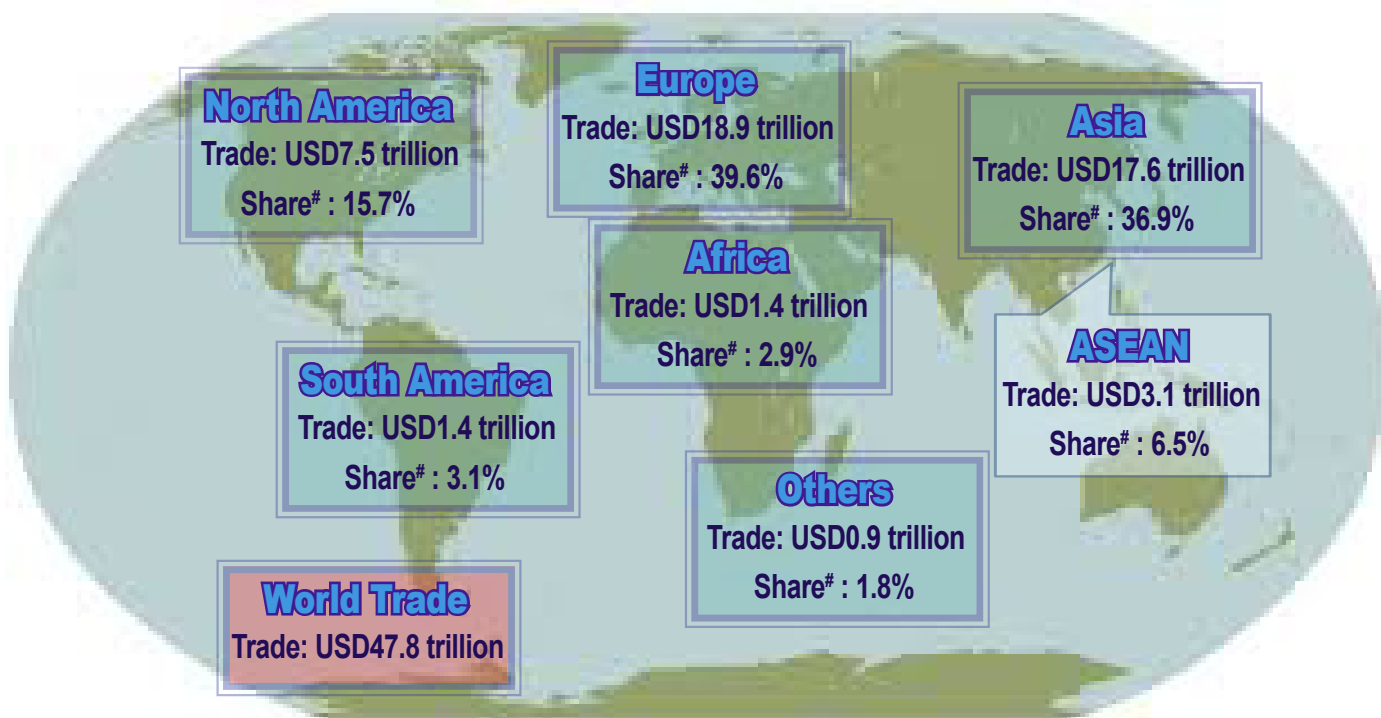 North America
Trade: USD7.5 trillion
Share# : 15.7%
Europe
Trade: USD18.9 trillion
Share# : 39.6%
Asia
Trade: USD17.6 trillion
Share# : 36.9%
Africa
Trade: USD1.4 trillion
Share# : 2.9%
ASEAN
Trade: USD3.1 trillion
Share# : 6.5%
South America
Trade: USD1.4 trillion
Share# : 3.1%
Others
Trade: USD0.9 trillion
Share# : 1.8%
World Trade
Trade: USD47.8 trillion